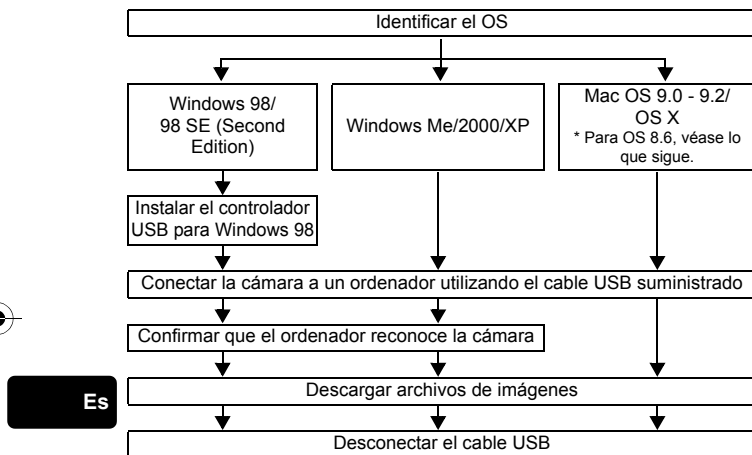 Identificar el OS
Windows 98/
98 SE (Second
Edition)
Windows Me/2000/XP
Mac OS 9.0 - 9.2/
OS X
* Para OS 8.6, véase lo
que sigue.
Instalar el controlador
USB para Windows 98
Conectar la cámara a un ordenador utilizando el cable USB suministrado
Confirmar que el ordenador reconoce la cámara
Descargar archivos de imágenes
Es
Desconectar el cable USB